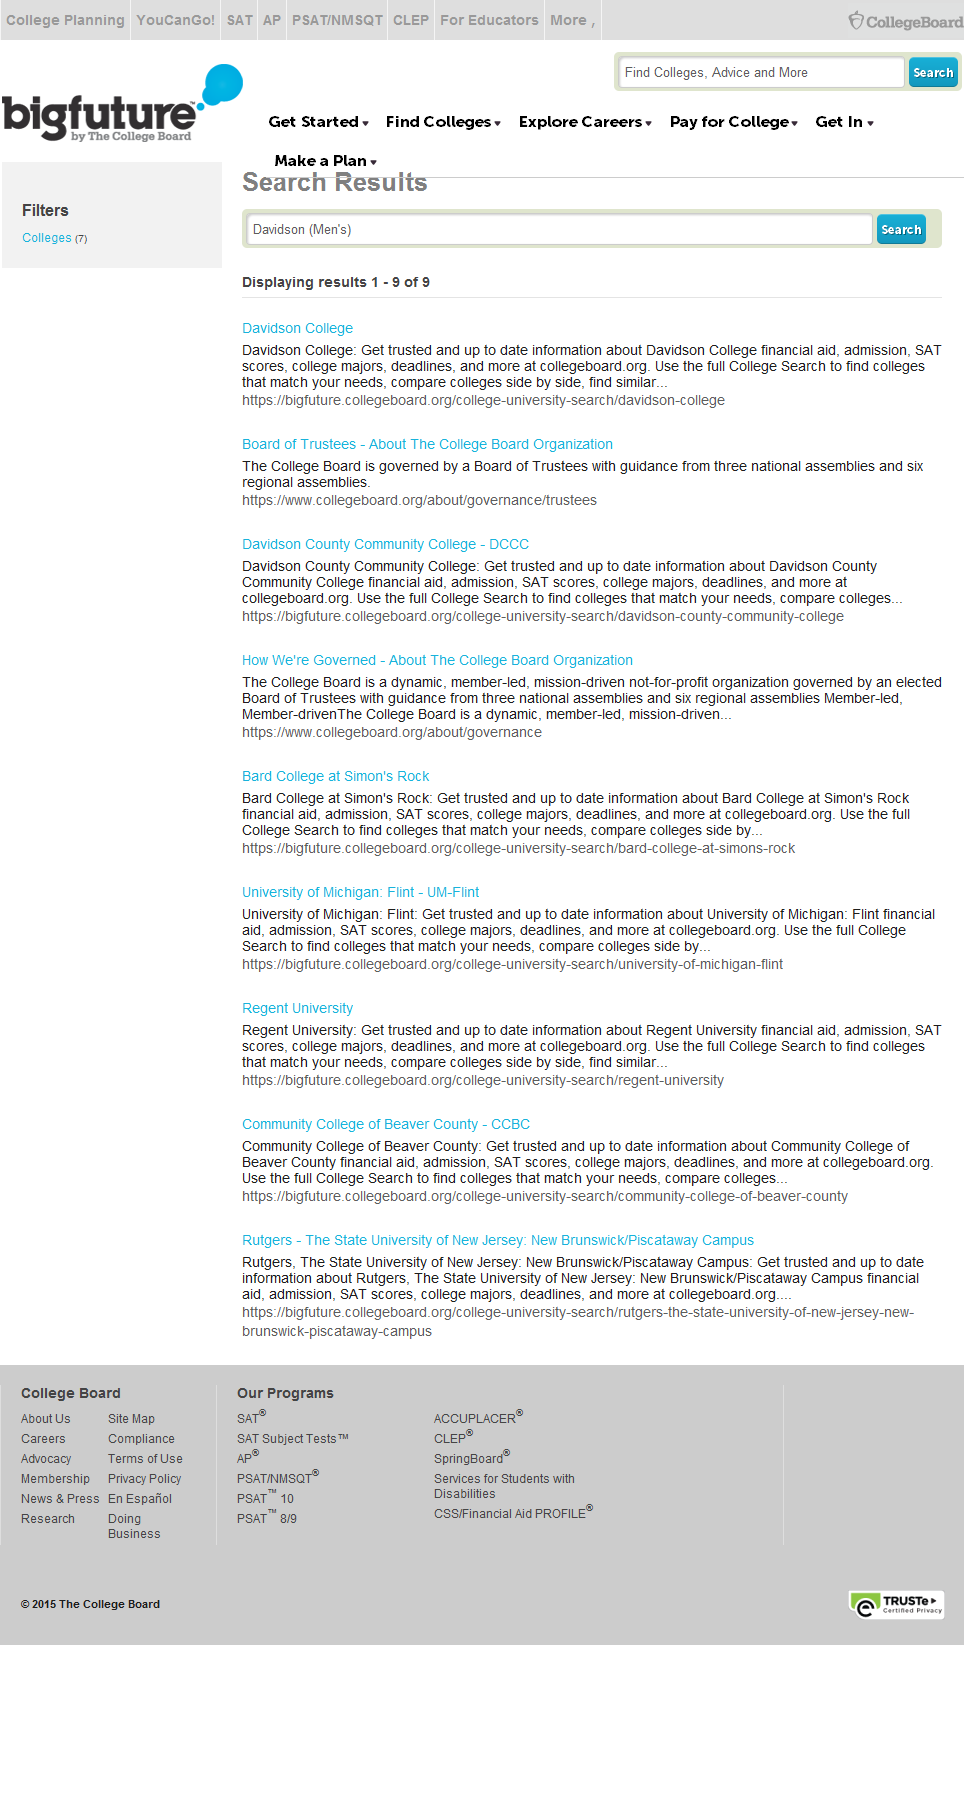 College Planning YouCanGo! SAT AP PSAT/NMSQT CLEP For Educators More , CollegeBoard
Find Colleges, Advice and More Search
bigfuture™
by The College Board
Get Started Find Colleges Explore Careers Pay for College Get In
Make a Plan
Search Results
Filters
Colleges (7)
Davidson (Men's) Search
Displaying results 1 - 9 of 9
Davidson College
Davidson College: Get trusted and up to date information about Davidson College financial aid, admission, SAT
scores, college majors, deadlines, and more at collegeboard.org. Use the full College Search to find colleges
that match your needs, compare colleges side by side, find similar...
https://bigfuture.collegeboard.org/college-university-search/davidson-college
Board of Trustees - About The College Board Organization
The College Board is governed by a Board of Trustees with guidance from three national assemblies and six
regional assemblies.
https://www.collegeboard.org/about/governance/trustees
Davidson County Community College - DCCC
Davidson County Community College: Get trusted and up to date information about Davidson County
Community College financial aid, admission, SAT scores, college majors, deadlines, and more at
collegeboard.org. Use the full College Search to find colleges that match your needs, compare colleges...
https://bigfuture.collegeboard.org/college-university-search/davidson-county-community-college
How We're Governed - About The College Board Organization
The College Board is a dynamic, member-led, mission-driven not-for-profit organization governed by an elected
Board of Trustees with guidance from three national assemblies and six regional assemblies Member-led,
Member-drivenThe College Board is a dynamic, member-led, mission-driven...
https://www.collegeboard.org/about/governance
Bard College at Simon's Rock
Bard College at Simon's Rock: Get trusted and up to date information about Bard College at Simon's Rock
financial aid, admission, SAT scores, college majors, deadlines, and more at collegeboard.org. Use the full
College Search to find colleges that match your needs, compare colleges side by...
https://bigfuture.collegeboard.org/college-university-search/bard-college-at-simons-rock
University of Michigan: Flint - UM-Flint
University of Michigan: Flint: Get trusted and up to date information about University of Michigan: Flint financial
aid, admission, SAT scores, college majors, deadlines, and more at collegeboard.org. Use the full College
Search to find colleges that match your needs, compare colleges side by...
https://bigfuture.collegeboard.org/college-university-search/university-of-michigan-flint
Regent University
Regent University: Get trusted and up to date information about Regent University financial aid, admission, SAT
scores, college majors, deadlines, and more at collegeboard.org. Use the full College Search to find colleges
that match your needs, compare colleges side by side, find similar...
https://bigfuture.collegeboard.org/college-university-search/regent-university
Community College of Beaver County - CCBC
Community College of Beaver County: Get trusted and up to date information about Community College of
Beaver County financial aid, admission, SAT scores, college majors, deadlines, and more at collegeboard.org.
Use the full College Search to find colleges that match your needs, compare colleges...
https://bigfuture.collegeboard.org/college-university-search/community-college-of-beaver-county
Rutgers - The State University of New Jersey: New Brunswick/Piscataway Campus
Rutgers, The State University of New Jersey: New Brunswick/Piscataway Campus: Get trusted and up to date
information about Rutgers, The State University of New Jersey: New Brunswick/Piscataway Campus financial
aid, admission, SAT scores, college majors, deadlines, and more at collegeboard.org....
https://bigfuture.collegeboard.org/college-university-search/rutgers-the-state-university-of-new-jersey-new-
brunswick-piscataway-campus
College Board
About Us
Careers
Advocacy
Membership
News & Press
Research
Site Map
Compliance
Terms of Use
Privacy Policy
En Español
Doing
Business
Our Programs
SAT®
SAT Subject Tests™
AP®
PSAT/NMSQT®
PSAT™ 10
PSAT™ 8/9
ACCUPLACER®
CLEP®
SpringBoard®
Services for Students with
Disabilities
CSS/Financial Aid PROFILE®
© 2015 The College Board
TRUSTe
Certified Privacy